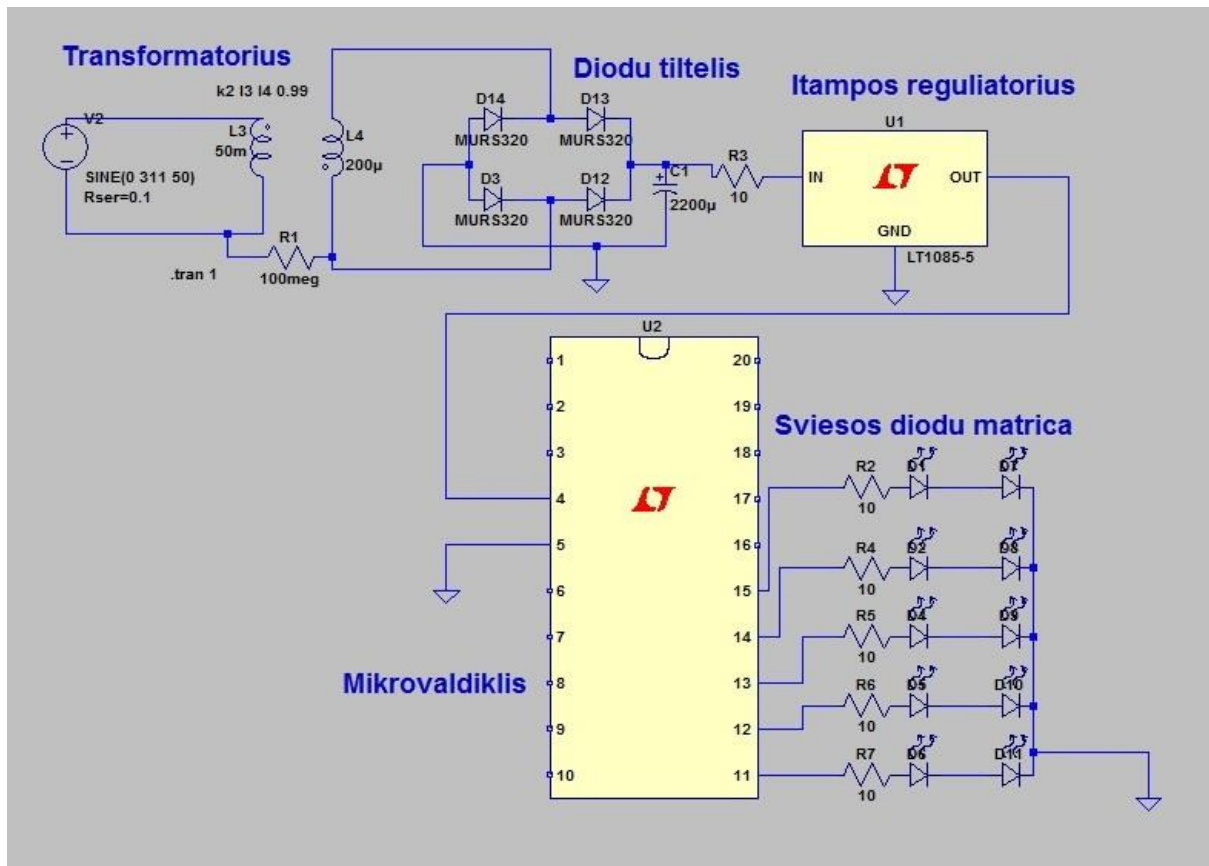 Transformatorius
k2 l3 l4 0.99
V2
SINE(0 311 50)
Rser=0.1
L3
50m
L4
200µ
R1
100meg
.tran 1
Diodu tiltelis
D14
MURS320
D13
MURS320
D3
MURS320
D12
MURS320
C1
2200µ
R3
10
Itampos reguliatorius
U1
IN
OUT
GND
LT1085-5
U2
1
2
3
4
5
6
7
8
9
10
20
19
18
17
16
15
14
13
12
11
Mikrovaldiklis
Sviesos diodu matrica
R2
10
D1
D7
R4
10
D2
D8
R5
10
D4
D9
R6
10
D5
D10
R7
10
D6
D11